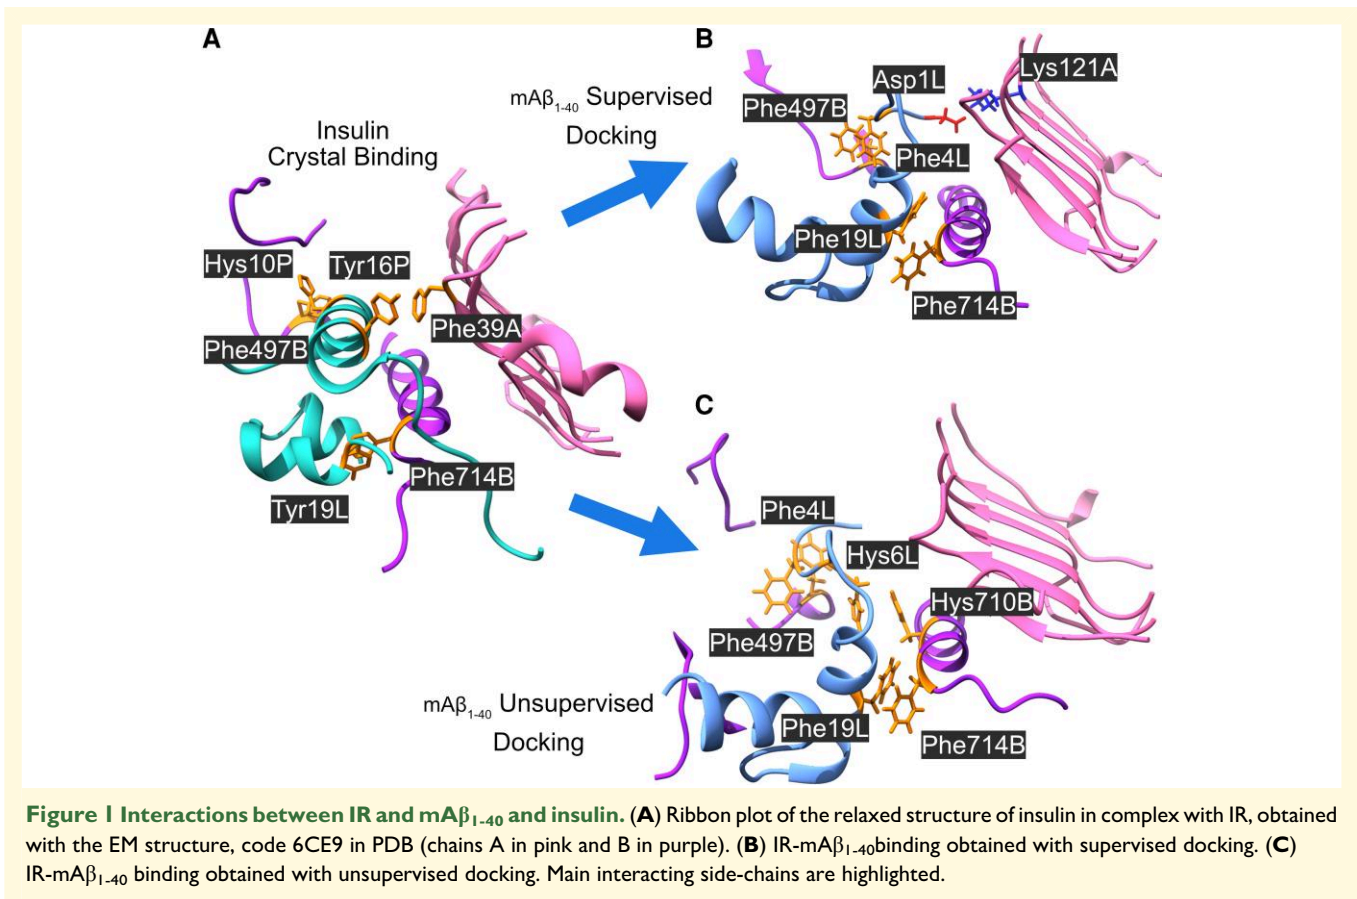 A
Insulin
Crystal Binding
Hys10P
Tyr16P
Phe497B
Phe39A
Phe714B
Tyr19L
mAβ1-40 Supervised
Docking
B
Asp1L
Lys121A
Phe497B
Phe4L
Phe19L
Phe714B
C
Phe4L
Hys6L
Hys710B
Phe497B
mAβ1-40 Unsupervised
Docking
Phe19L
Phe714B
Figure 1 Interactions between IR and mAβ1-40 and insulin. (A) Ribbon plot of the relaxed structure of insulin in complex with IR, obtained
with the EM structure, code 6CE9 in PDB (chains A in pink and B in purple). (B) IR-mAβ1-40binding obtained with supervised docking. (C)
IR-mAβ1-40 binding obtained with unsupervised docking. Main interacting side-chains are highlighted.